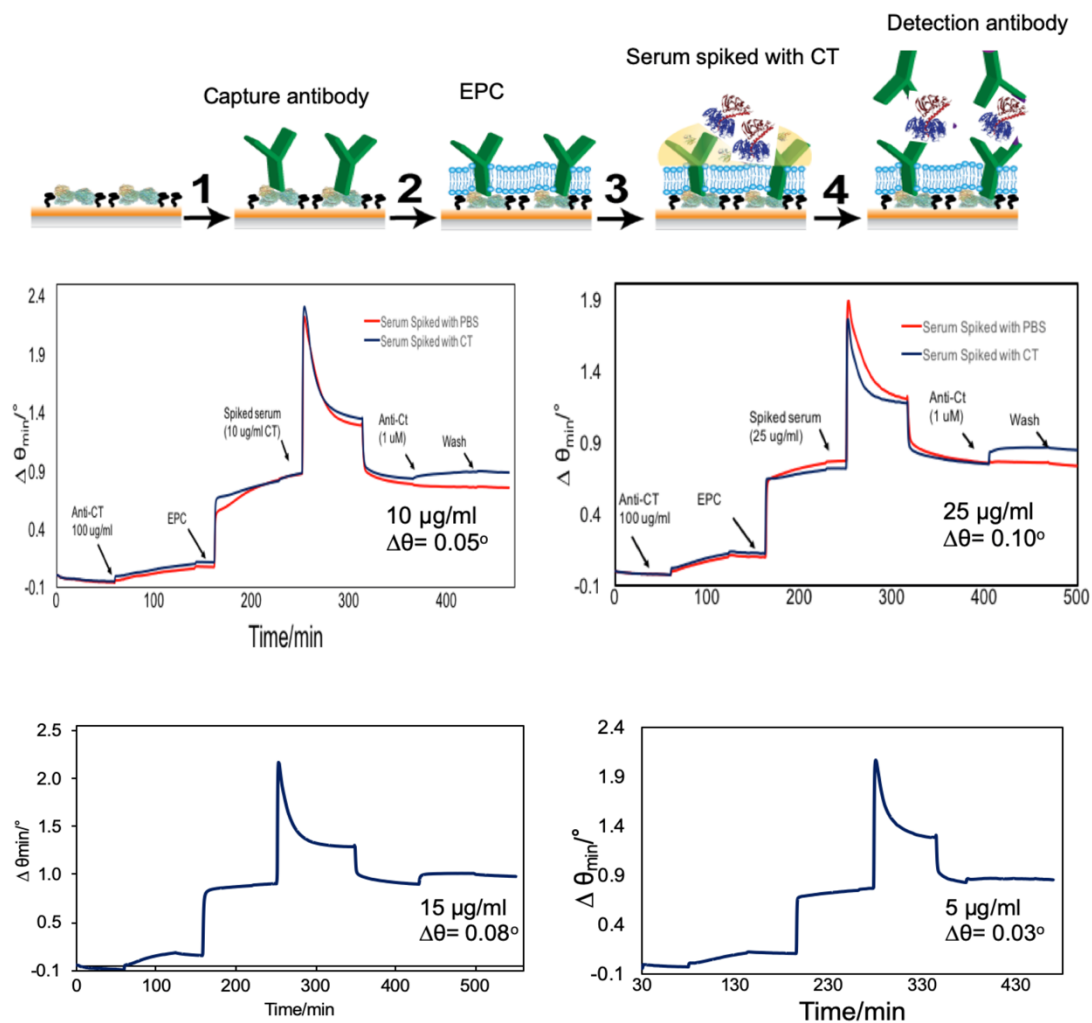 Detection antibody
Serum spiked with CT
EPC
Capture antibody
1
2
3
4
2.4
1.9
1.4
0.9
0.4
-0.1
Δ θmin/°
Serum Spiked with PBS
Serum Spiked with CT
Spiked serum
(10 ug/ml CT)
Anti-Ct
(1 uM)
Wash
Anti-CT
100 ug/ml
EPC
10 µg/ml
Δθ= 0.05°
0
100
200
300
400
Time/min
1.9
1.4
0.9
0.4
-0.1
Δ θmin/°
Serum Spiked with PBS
Serum Spiked with CT
Spiked serum
(25 ug/ml)
Anti-Ct
(1 uM)
Wash
Anti-CT
100 ug/ml
EPC
25 µg/ml
Δθ= 0.10°
0
100
200
300
400
500
2.5
2.0
1.5
1.0
0.5
-0.1
Δ θmin/°
15 µg/ml
Δθ= 0.08°
0
100
200
300
400
500
Time/min
2.4
1.9
1.4
0.9
0.4
-0.1
Δ θmin/°
5 µg/ml
Δθ= 0.03°
30
130
230
330
430
Time/min